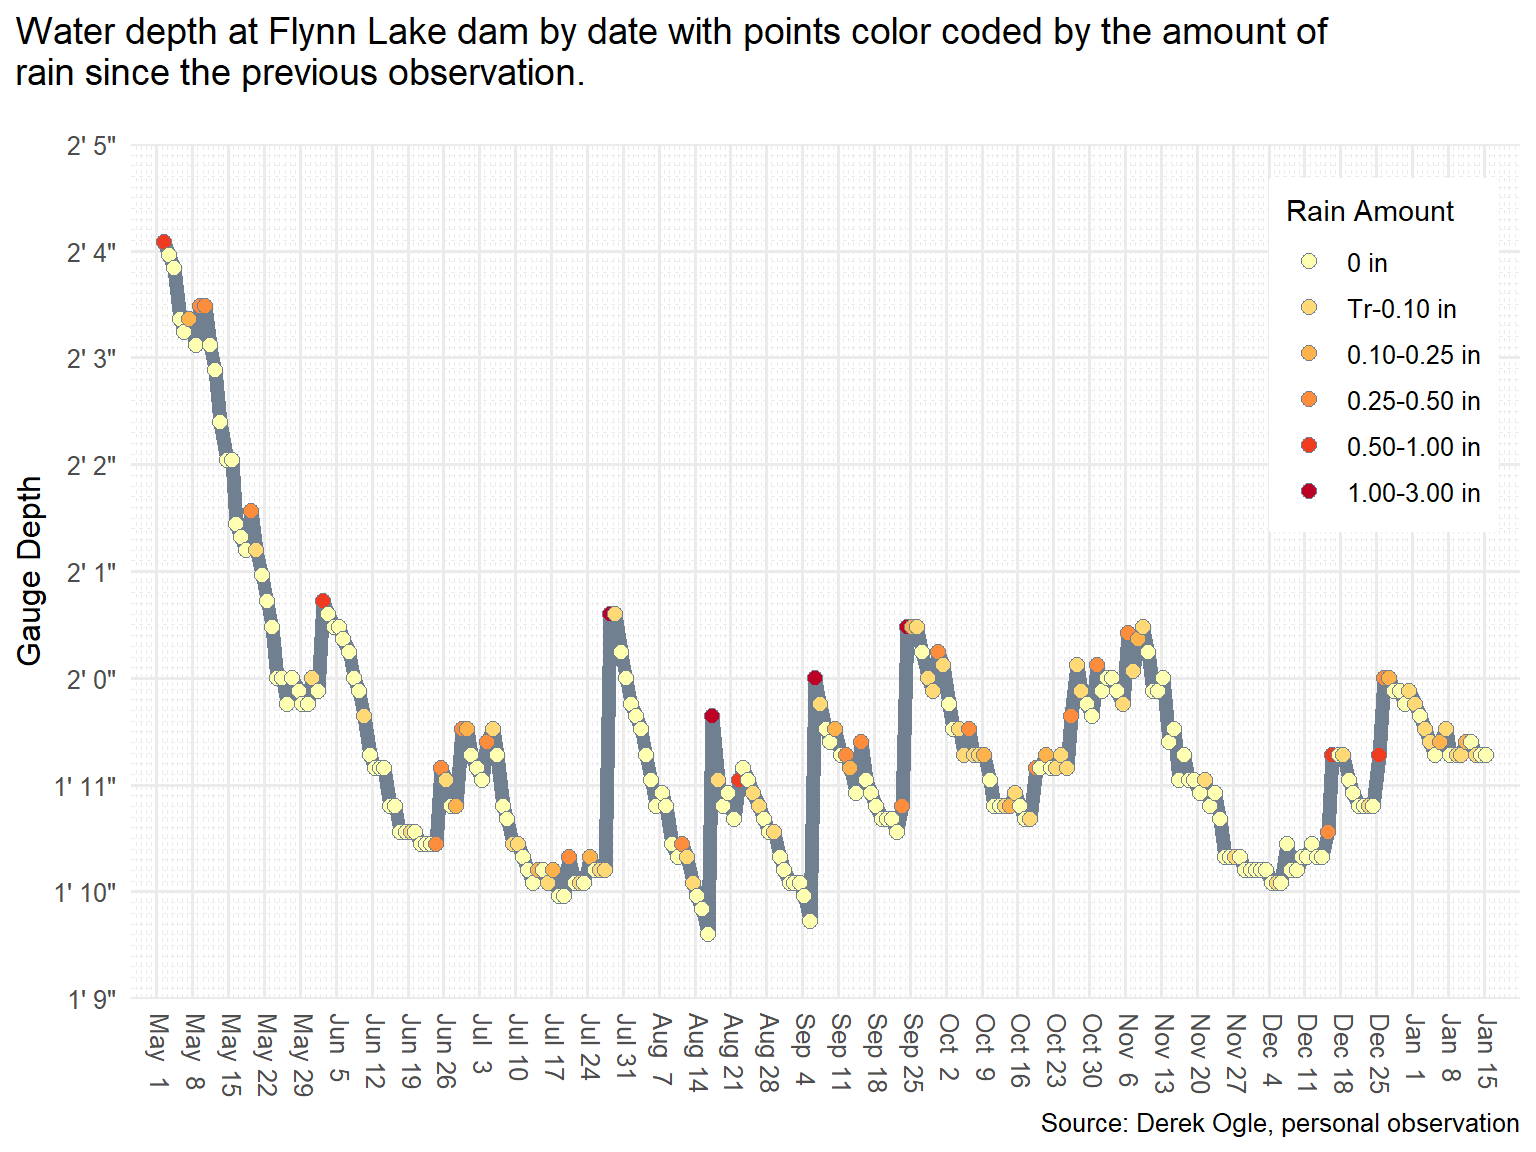 Water depth at Flynn Lake dam by date with points color coded by the amount of
rain since the previous observation.
2' 5"
2' 4"
2' 3"
2' 2"
2' 1"
2' 0"
1' 11"
1' 10"
1' 9"
Gauge Depth
Rain Amount
0 in
Tr-0.10 in
0.10-0.25 in
0.25-0.50 in
0.50-1.00 in
1.00-3.00 in
May 1
May 8
May 15
May 22
May 29
Jun 5
Jun 12
Jun 19
Jun 26
Jul 3
Jul 10
Jul 17
Jul 24
Jul 31
Aug 7
Aug 14
Aug 21
Aug 28
Sep 4
Sep 11
Sep 18
Sep 25
Oct 2
Oct 9
Oct 16
Oct 23
Oct 30
Nov 6
Nov 13
Nov 20
Nov 27
Dec 4
Dec 11
Dec 18
Dec 25
Jan 1
Jan 8
Jan 15
Source: Derek Ogle, personal observation